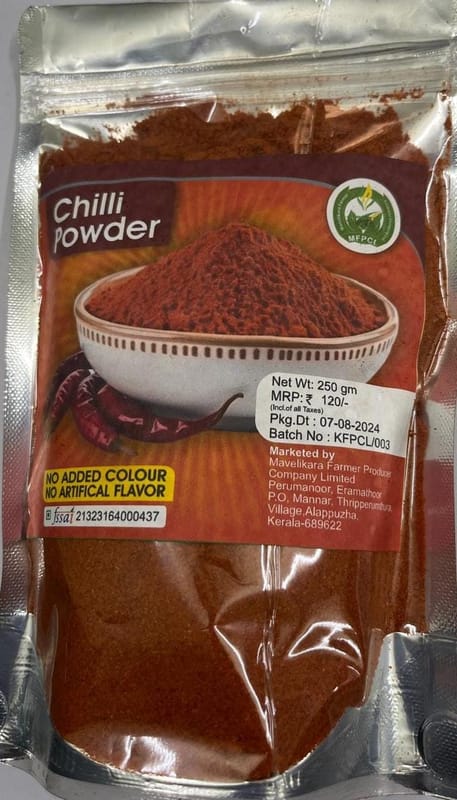 Chilli
Powder
MFPCL
Net Wt: 250 gm
MRP:₹ 120/-
(Incl.of all Taxes)
Pkg.Dt : 07-08-2024
Batch No : KFPCL/003
Marketed by
Mavelikara Farmer Producer
Company Limited
Perumanoor, Eramathoor
P.O, Mannar, Thripperunthura,
Village,Alappuzha,
Kerala-689622
NO ADDED COLOUR
NO ARTIFICAL FLAVOR
fssai 21323164000437